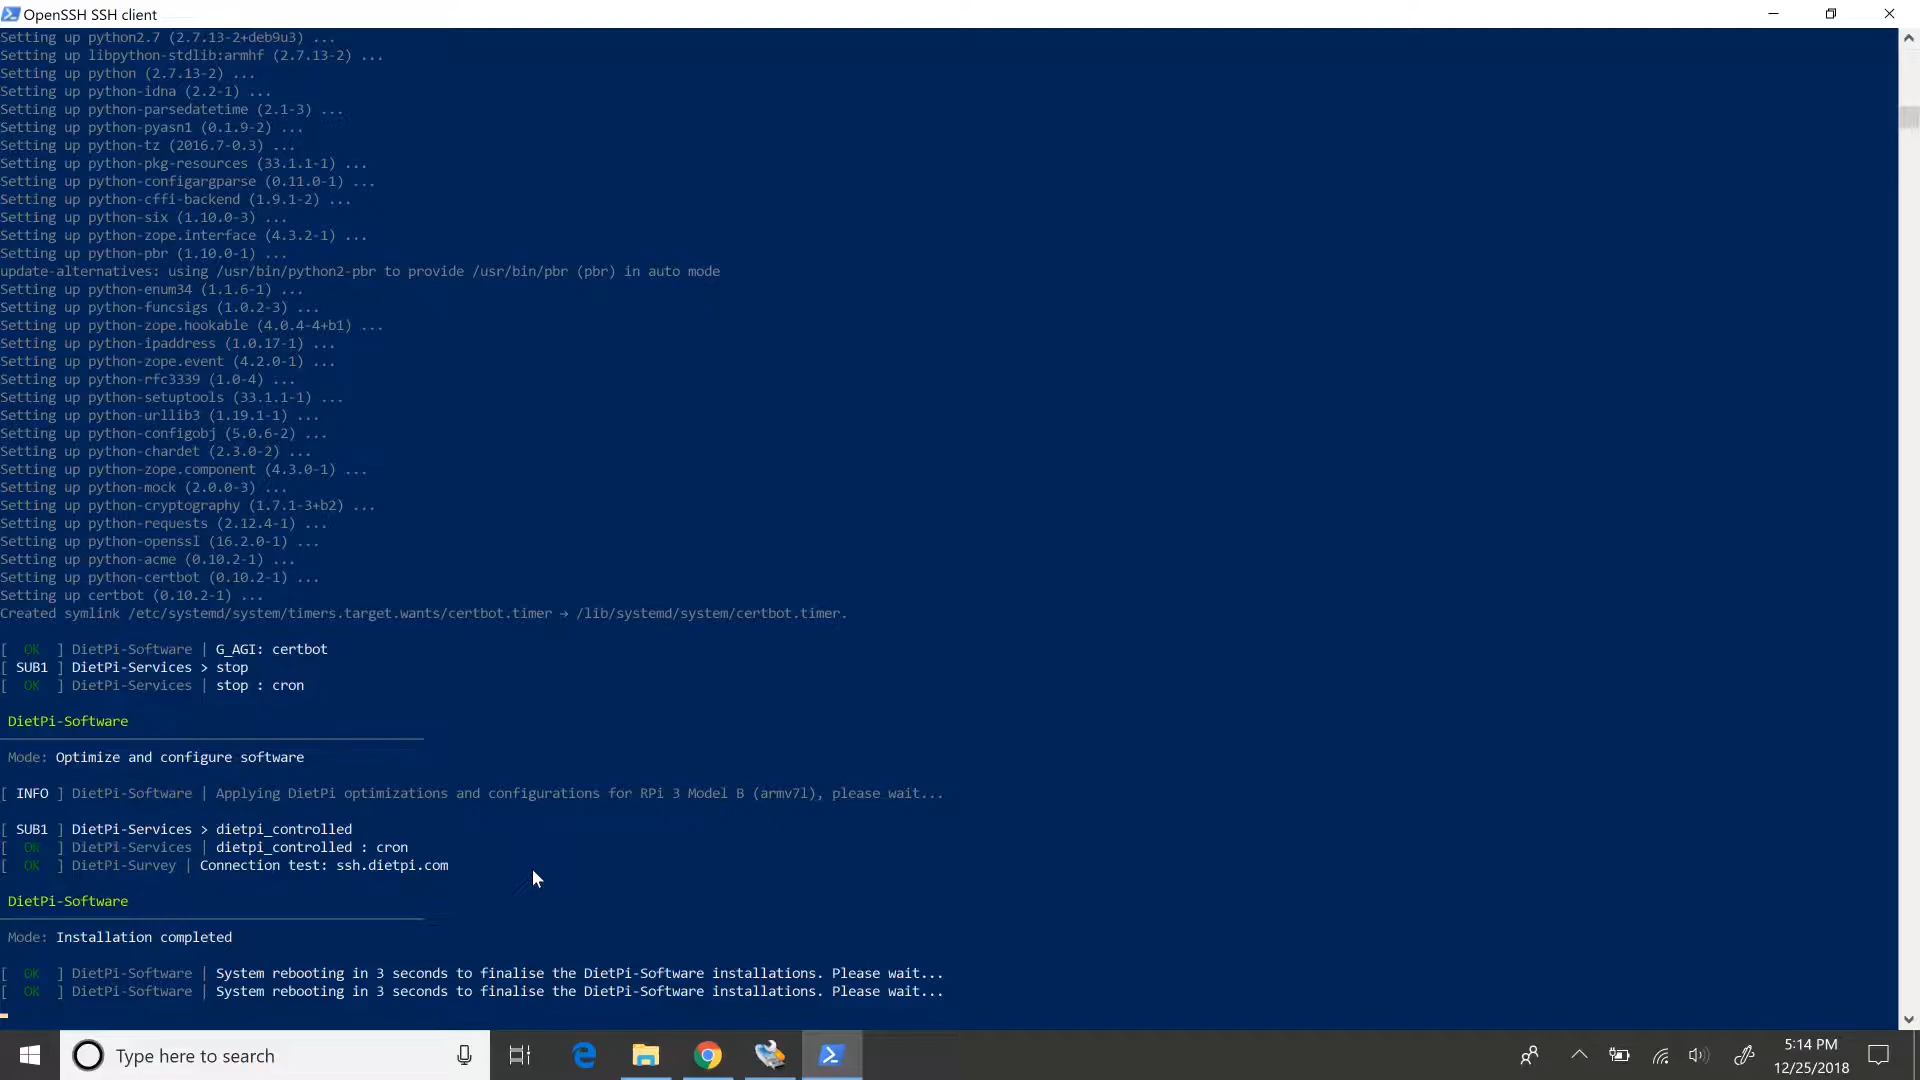 OpenSSH SSH client
Setting up python2.7 (2.7.13-2+deb9u3) ...
Setting up libpython-stdlib:armhf (2.7.13-2) ...
Setting up python (2.7.13-2) ...
Setting up python-idna (2.2-1) ...
Setting up python-parsedatetime (2.1-3) ...
Setting up python-pyasn1 (0.1.9-2) ...
Setting up python-tz (2016.7-0.3) ...
Setting up python-pkg-resources (33.1.1-1) ...
Setting up python-configargparse (0.11.0-1) ...
Setting up python-cffi-backend (1.9.1-2) ...
Setting up python-six (1.10.0-3) ...
Setting up python-zope.interface (4.3.2-1) ...
Setting up python-pbr (1.10.0-1) ...
update-alternatives: using /usr/bin/python2-pbr to provide /usr/bin/pbr (pbr) in auto mode
Setting up python-enum34 (1.1.6-1) ...
Setting up python-funcsigs (1.0.2-3) ...
Setting up python-zope.hookable (4.0.4-4+b1) ...
Setting up python-ipaddress (1.0.17-1) ...
Setting up python-zope.event (4.2.0-1) ...
Setting up python-rfc3339 (1.0-4) ...
Setting up python-setuptools (33.1.1-1) ...
Setting up python-urllib3 (1.19.1-1) ...
Setting up python-configobj (5.0.6-2) ...
Setting up python-chardet (2.3.0-2) ...
Setting up python-zope.component (4.3.0-1) ...
Setting up python-mock (2.0.0-3) ...
Setting up python-cryptography (1.7.1-3+b2) ...
Setting up python-requests (2.12.4-1) ...
Setting up python-openssl (16.2.0-1) ...
Setting up python-acme (0.10.2-1) ...
Setting up python-certbot (0.10.2-1) ...
Setting up certbot (0.10.2-1) ...
Created symlink /etc/systemd/system/timers.target.wants/certbot.timer → /lib/systemd/system/certbot.timer.
[  OK  ] DietPi-Software | G_AGI: certbot
[ SUB1 ] DietPi-Services > stop
[  OK  ] DietPi-Services | stop : cron
DietPi-Software
Mode: Optimize and configure software
[ INFO ] DietPi-Software | Applying DietPi optimizations and configurations for RPi 3 Model B (armv7l), please wait...
[ SUB1 ] DietPi-Services > dietpi_controlled
[  OK  ] DietPi-Services | dietpi_controlled : cron
[  OK  ] DietPi-Survey | Connection test: ssh.dietpi.com
DietPi-Software
Mode: Installation completed
[  OK  ] DietPi-Software | System rebooting in 3 seconds to finalise the DietPi-Software installations. Please wait...
[  OK  ] DietPi-Software | System rebooting in 3 seconds to finalise the DietPi-Software installations. Please wait...
Type here to search
5:14 PM
12/25/2018